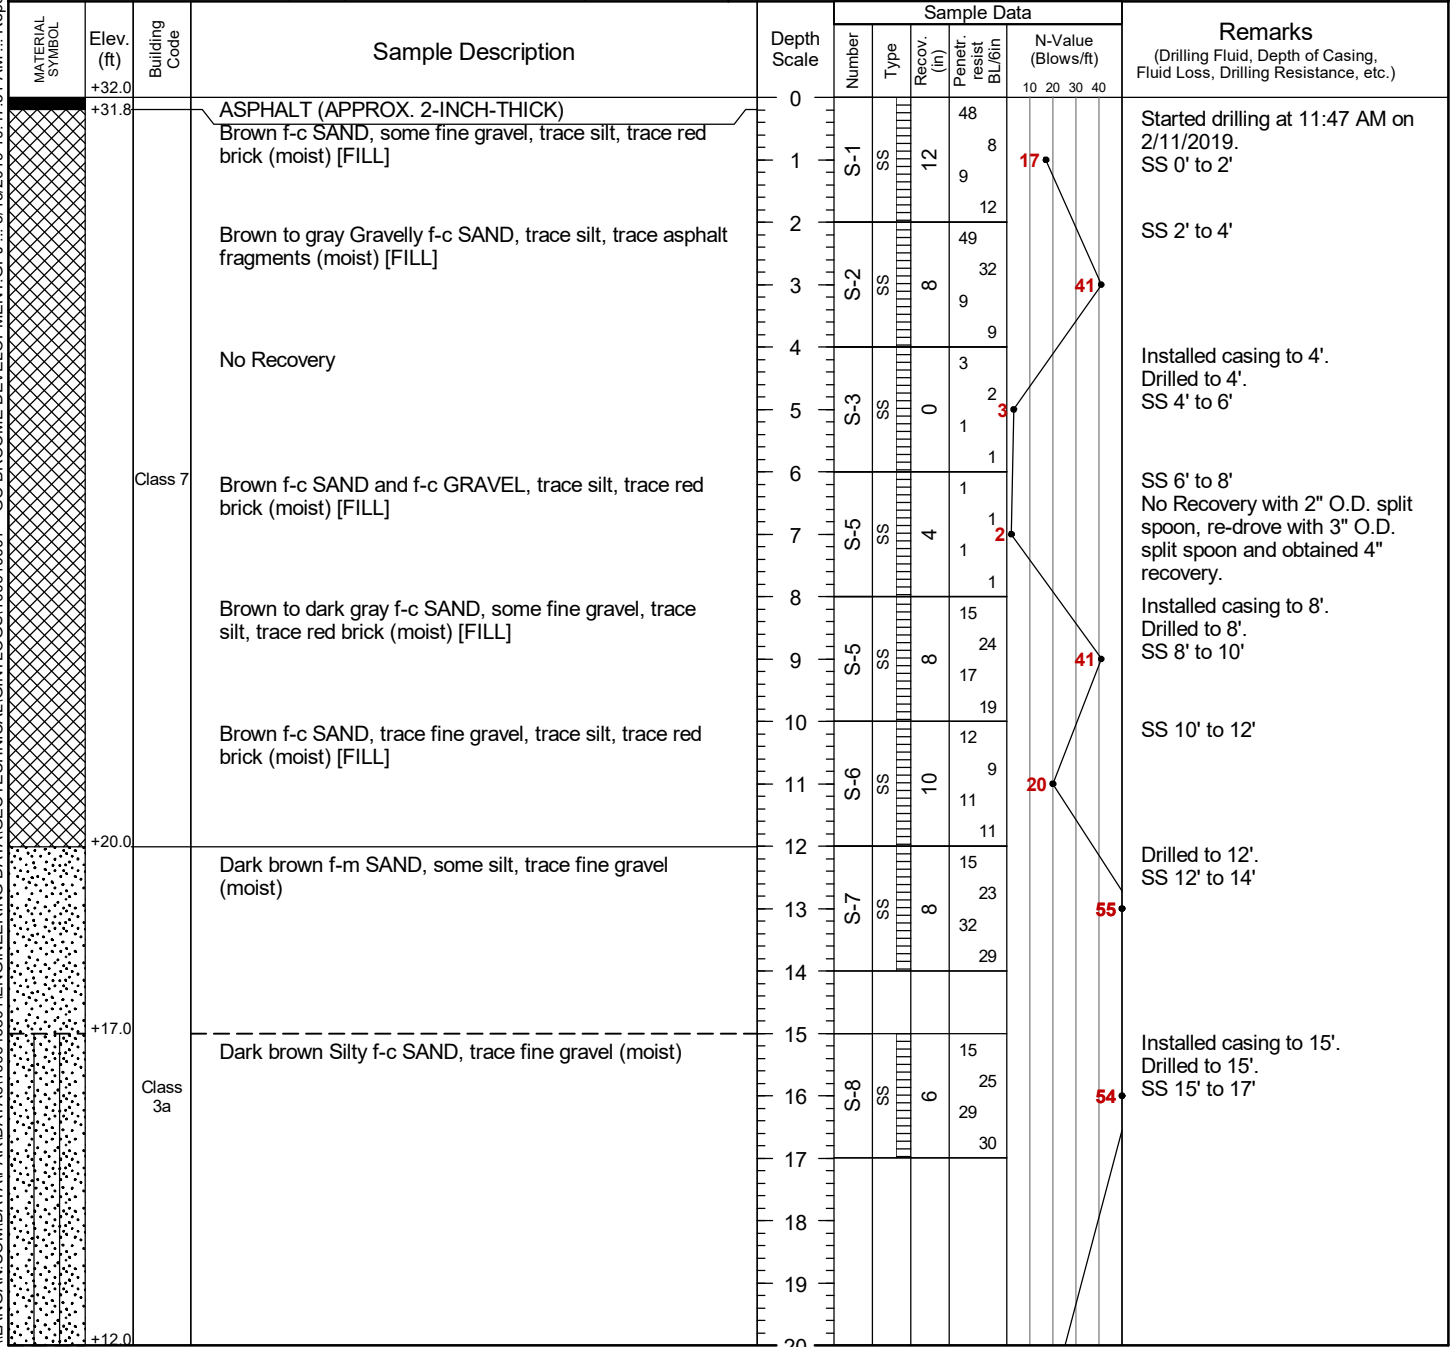 MATERIAL SYMBOL
Elev. (ft)
+32.0
Building Code
Sample Description
Depth Scale
Sample Data
Number
Type
Recov. (in)
Penetr. resist BL/6in
N-Value (Blows/ft)
10 20 30 40
Remarks
(Drilling Fluid, Depth of Casing,
Fluid Loss, Drilling Resistance, etc.)
0
+31.8
ASPHALT (APPROX. 2-INCH-THICK)
Brown f-c SAND, some fine gravel, trace silt, trace red
brick (moist) [FILL]
1
S-1
SS
12
48
8
9
12
17
Started drilling at 11:47 AM on
2/11/2019.
SS 0' to 2'
2
Brown to gray Gravelly f-c SAND, trace silt, trace asphalt
fragments (moist) [FILL]
3
S-2
SS
8
49
32
9
9
41
SS 2' to 4'
4
No Recovery
5
S-3
SS
0
3
2
1
1
3
Installed casing to 4'.
Drilled to 4'.
SS 4' to 6'
6
Class 7
Brown f-c SAND and f-c GRAVEL, trace silt, trace red
brick (moist) [FILL]
7
S-5
SS
4
1
1
1
1
2
SS 6' to 8'
No Recovery with 2" O.D. split
spoon, re-drove with 3" O.D.
split spoon and obtained 4"
recovery.
8
Brown to dark gray f-c SAND, some fine gravel, trace
silt, trace red brick (moist) [FILL]
9
S-5
SS
8
15
24
17
19
41
Installed casing to 8'.
Drilled to 8'.
SS 8' to 10'
10
Brown f-c SAND, trace fine gravel, trace silt, trace red
brick (moist) [FILL]
11
S-6
SS
10
12
9
11
11
20
SS 10' to 12'
+20.0
12
Dark brown f-m SAND, some silt, trace fine gravel
(moist)
13
S-7
SS
8
15
23
32
29
55
Drilled to 12'.
SS 12' to 14'
14
+17.0
15
Dark brown Silty f-c SAND, trace fine gravel (moist)
Class 3a
16
S-8
SS
6
15
25
29
30
54
Installed casing to 15'.
Drilled to 15'.
SS 15' to 17'
17
18
19
+12.0
20